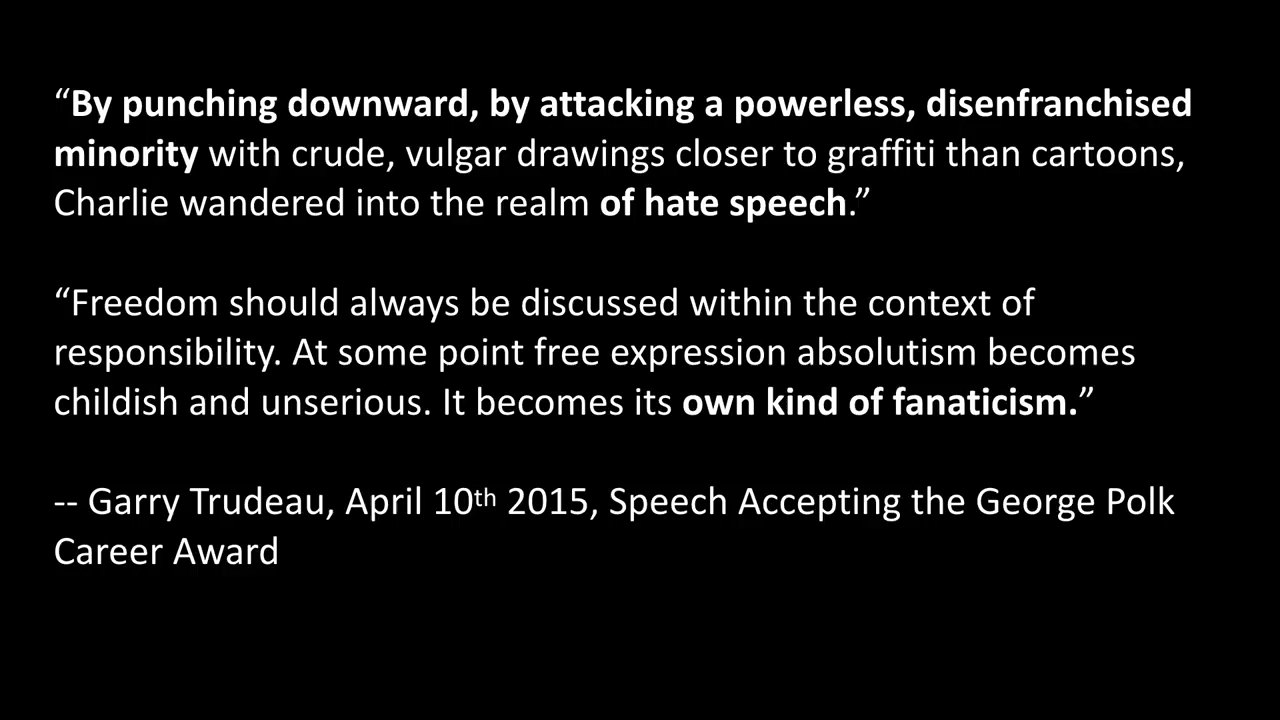 “By punching downward, by attacking a powerless, disenfranchised
minority with crude, vulgar drawings closer to graffiti than cartoons,
Charlie wandered into the realm of hate speech.”
“Freedom should always be discussed within the context of
responsibility. At some point free expression absolutism becomes
childish and unserious. It becomes its own kind of fanaticism.”
-- Garry Trudeau, April 10th 2015, Speech Accepting the George Polk
Career Award